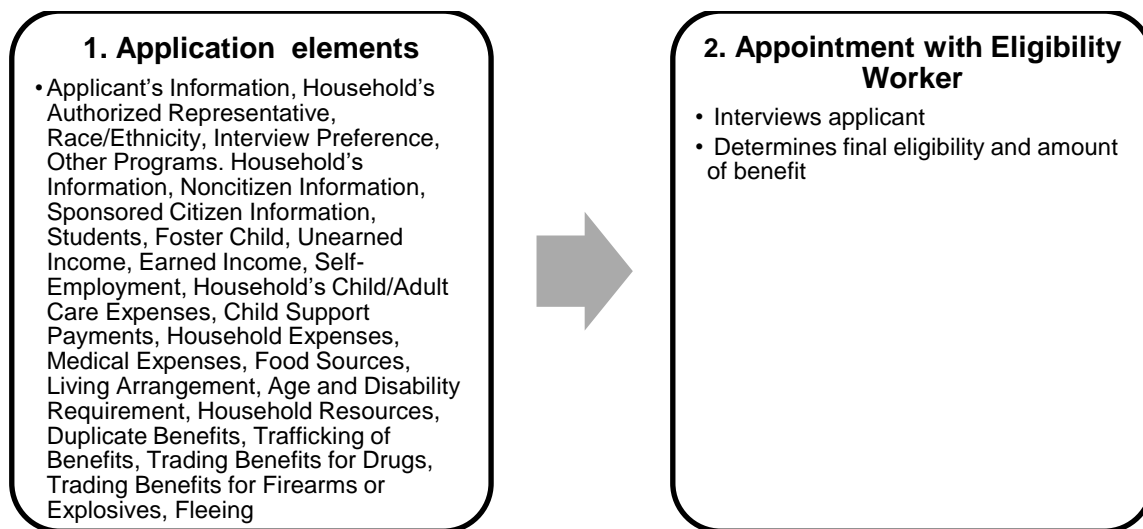 1. Application elements
• Applicant's Information, Household's
Authorized Representative,
Race/Ethnicity, Interview Preference,
Other Programs. Household's
Information, Noncitizen Information,
Sponsored Citizen Information,
Students, Foster Child, Unearned
Income, Earned Income, Self-
Employment, Household's Child/Adult
Care Expenses, Child Support
Payments, Household Expenses,
Medical Expenses, Food Sources,
Living Arrangement, Age and Disability
Requirement, Household Resources,
Duplicate Benefits, Trafficking of
Benefits, Trading Benefits for Drugs,
Trading Benefits for Firearms or
Explosives, Fleeing
2. Appointment with Eligibility
Worker
• Interviews applicant
• Determines final eligibility and amount
of benefit